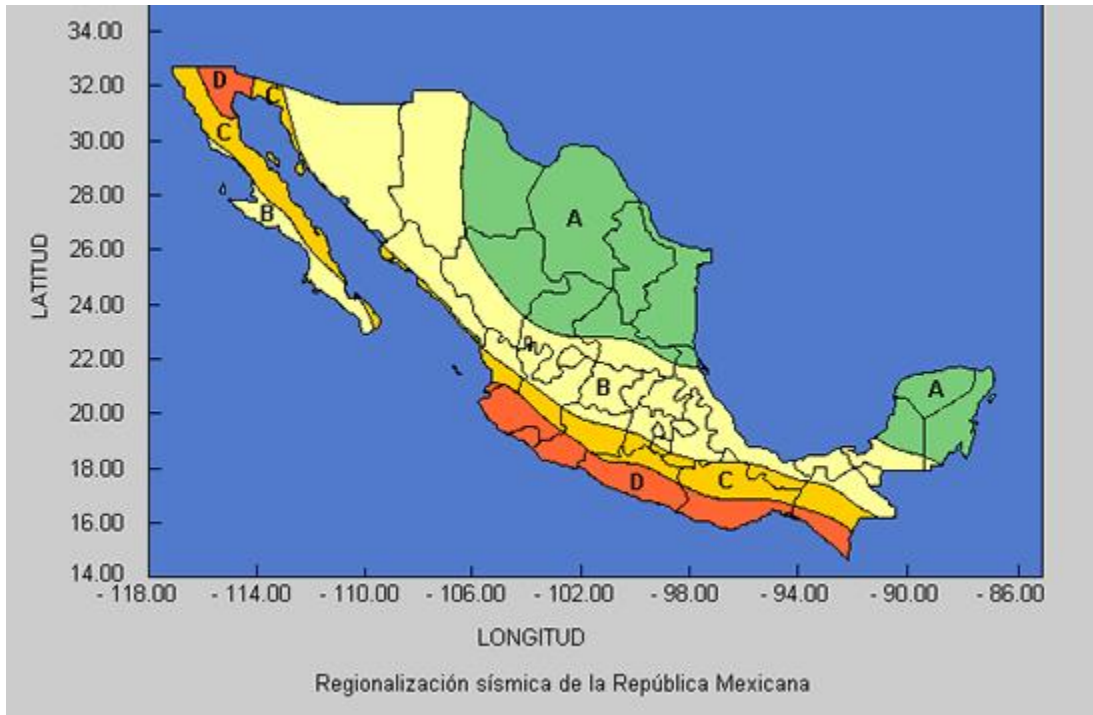 34.00
32.00
30.00
28.00
26.00
24.00
22.00
20.00
18.00
16.00
14.00
LATITUD
D
C
C
B
A
B
A
D
C
- 118.00 - 114.00 - 110.00 - 106.00 - 102.00 - 98.00 - 94.00 - 90.00 - 86.00
LONGITUD
Regionalización sísmica de la República Mexicana